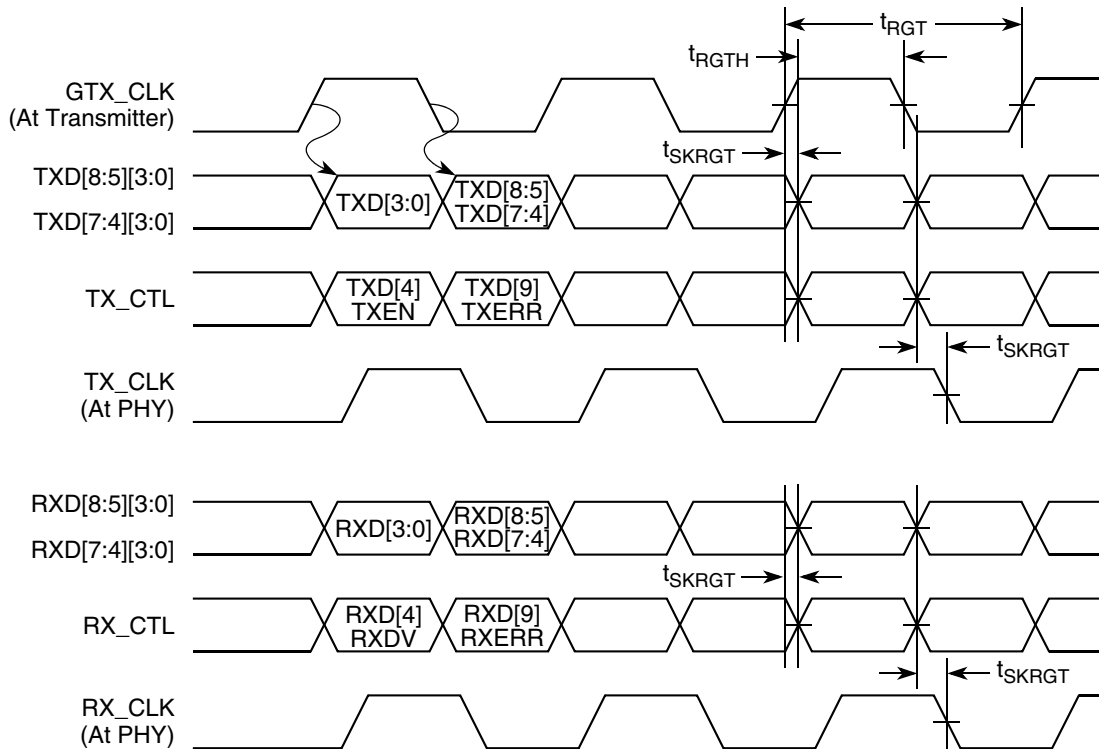 tRGT
tRGTH
GTX_CLK
(At Transmitter)
tSKRGT
TXD[8:5][3:0]
TXD[7:4][3:0]
TXD[3:0]
TXD[8:5]
TXD[7:4]
TX_CTL
TXD[4]
TXEN
TXD[9]
TXERR
tSKRGT
TX_CLK
(At PHY)
RXD[8:5][3:0]
RXD[7:4][3:0]
RXD[3:0]
RXD[8:5]
RXD[7:4]
tSKRGT
RX_CTL
RXD[4]
RXDV
RXD[9]
RXERR
tSKRGT
RX_CLK
(At PHY)